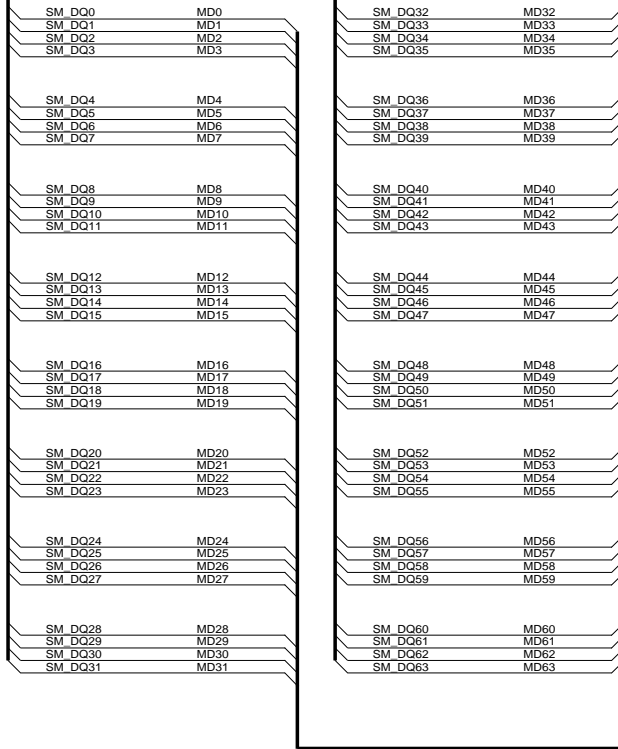 SM_DQ0 MD0
SM_DQ1 MD1
SM_DQ2 MD2
SM_DQ3 MD3
SM_DQ4 MD4
SM_DQ5 MD5
SM_DQ6 MD6
SM_DQ7 MD7
SM_DQ8 MD8
SM_DQ9 MD9
SM_DQ10 MD10
SM_DQ11 MD11
SM_DQ12 MD12
SM_DQ13 MD13
SM_DQ14 MD14
SM_DQ15 MD15
SM_DQ16 MD16
SM_DQ17 MD17
SM_DQ18 MD18
SM_DQ19 MD19
SM_DQ20 MD20
SM_DQ21 MD21
SM_DQ22 MD22
SM_DQ23 MD23
SM_DQ24 MD24
SM_DQ25 MD25
SM_DQ26 MD26
SM_DQ27 MD27
SM_DQ28 MD28
SM_DQ29 MD29
SM_DQ30 MD30
SM_DQ31 MD31
SM_DQ32 MD32
SM_DQ33 MD33
SM_DQ34 MD34
SM_DQ35 MD35
SM_DQ36 MD36
SM_DQ37 MD37
SM_DQ38 MD38
SM_DQ39 MD39
SM_DQ40 MD40
SM_DQ41 MD41
SM_DQ42 MD42
SM_DQ43 MD43
SM_DQ44 MD44
SM_DQ45 MD45
SM_DQ46 MD46
SM_DQ47 MD47
SM_DQ48 MD48
SM_DQ49 MD49
SM_DQ50 MD50
SM_DQ51 MD51
SM_DQ52 MD52
SM_DQ53 MD53
SM_DQ54 MD54
SM_DQ55 MD55
SM_DQ56 MD56
SM_DQ57 MD57
SM_DQ58 MD58
SM_DQ59 MD59
SM_DQ60 MD60
SM_DQ61 MD61
SM_DQ62 MD62
SM_DQ63 MD63